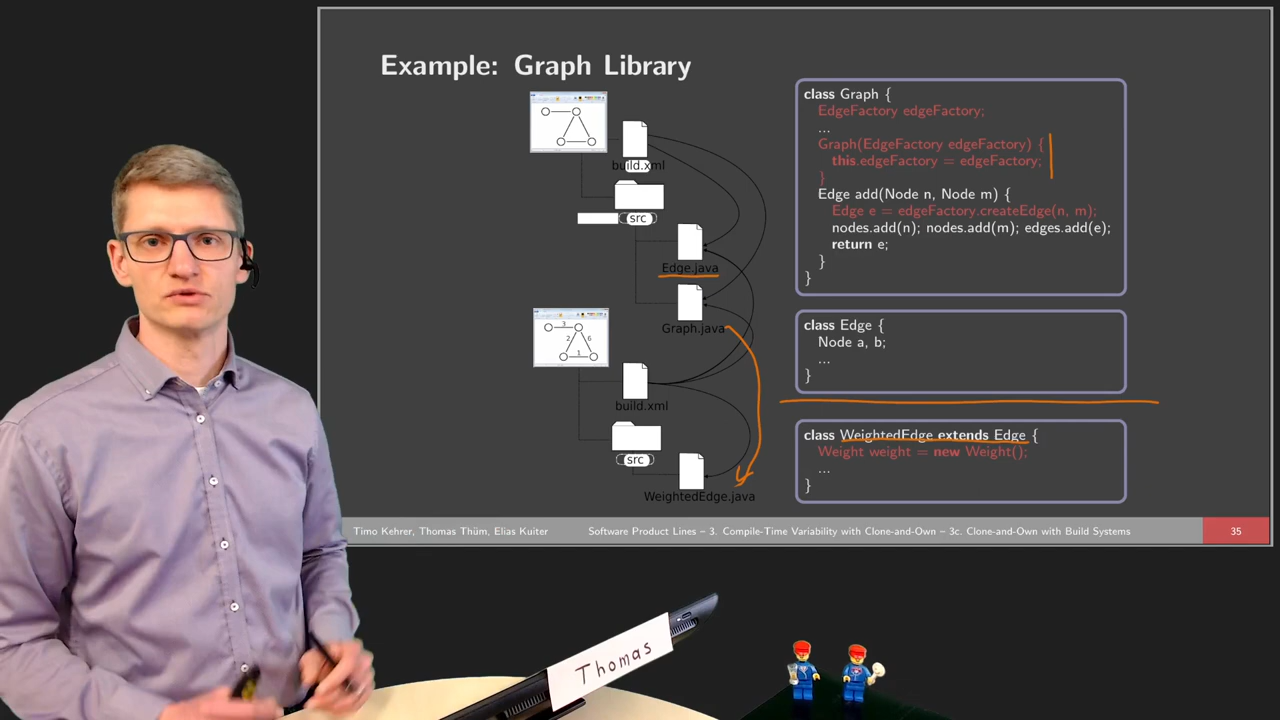 Example: Graph Library
build.xml
src
Edge.java
Graph.java
3
2 6
1
build.xml
src
WeightedEdge.java
class Graph {
EdgeFactory edgeFactory;
...
Graph(EdgeFactory edgeFactory) {
this.edgeFactory = edgeFactory;
}
Edge add(Node n, Node m) {
Edge e = edgeFactory.createEdge(n, m);
nodes.add(n); nodes.add(m); edges.add(e);
return e;
}
}
class Edge {
Node a, b;
...
}
class WeightedEdge extends Edge {
Weight weight = new Weight();
...
}
Timo Kehrer, Thomas Thüm, Elias Kuiter
Software Product Lines – 3. Compile-Time Variability with Clone-and-Own – 3c. Clone-and-Own with Build Systems
35
Thomas